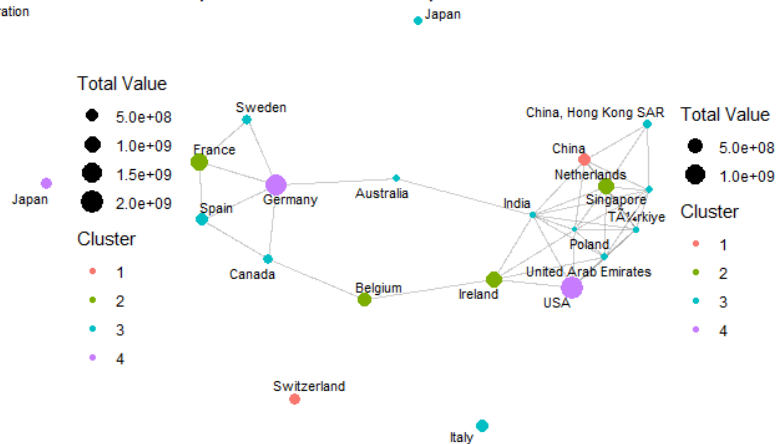 ration
Japan
Total Value
5.0e+08
1.0e+09
1.5e+09
2.0e+09
Cluster
1
2
3
4
Japan
Sweden
France
Germany
Spain
Australia
Canada
Belgium
Ireland
Switzerland
Italy
China, Hong Kong SAR
China
Netherlands
Singapore
India
TÃ¼rkiye
Poland
United Arab Emirates
USA
Total Value
5.0e+08
1.0e+09
Cluster
1
2
3
4